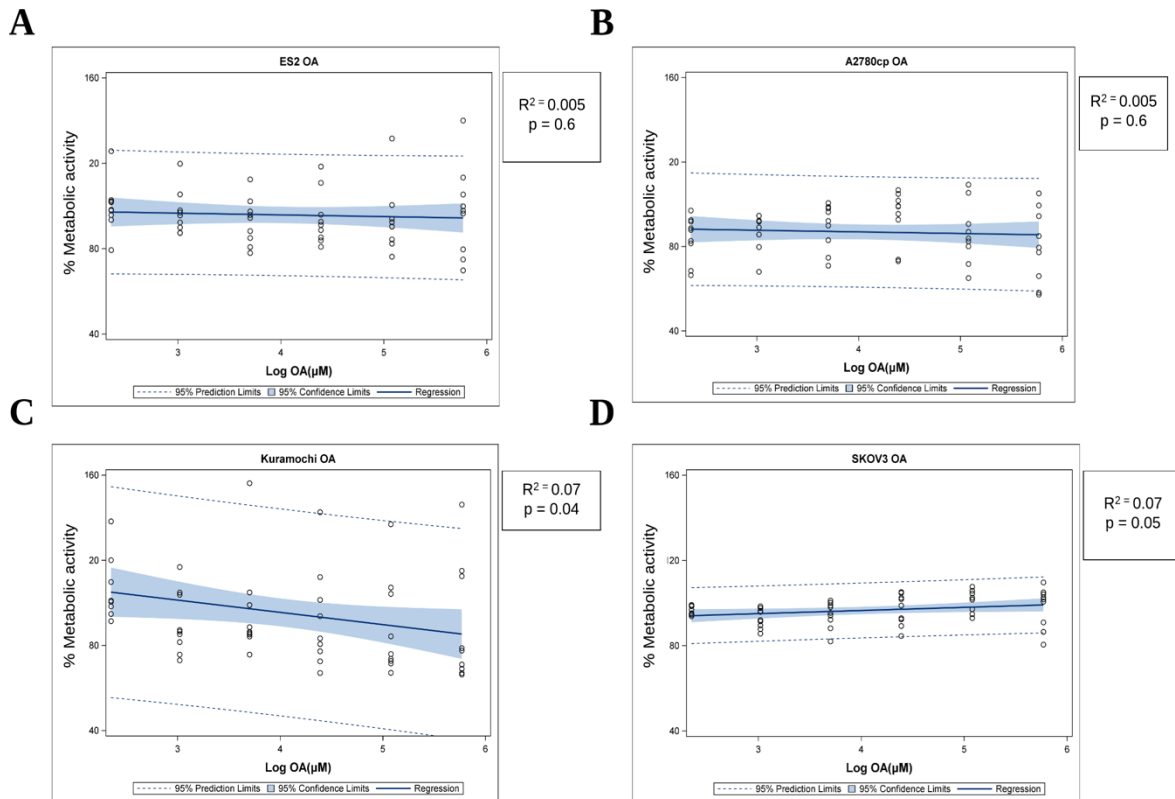 A
ES2 OA
% Metabolic activity
160
20
80
40
3 4 5 6
Log OA(µM)
95% Prediction Limits 95% Confidence Limits Regression
R² = 0.005
p = 0.6
B
A2780cp OA
% Metabolic activity
160
20
80
40
3 4 5 6
Log OA(µM)
95% Prediction Limits 95% Confidence Limits Regression
R² = 0.005
p = 0.6
C
Kuramochi OA
% Metabolic activity
160
20
80
40
3 4 5 6
Log OA(µM)
95% Prediction Limits 95% Confidence Limits Regression
R² = 0.07
p = 0.04
D
SKOV3 OA
% Metabolic activity
160
20
80
40
3 4 5 6
Log OA(µM)
95% Prediction Limits 95% Confidence Limits Regression
R² = 0.07
p = 0.05